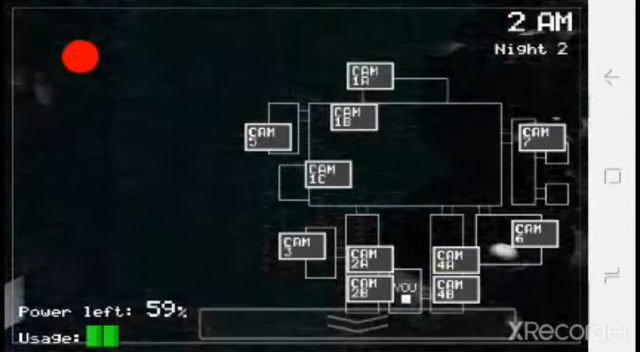 2 AM
Night 2
CAM
1A
CAM
1B
CAM
5
CAM
7
CAM
1C
CAM
3
CAM
6
CAM
2A
CAM
4A
CAM
2B
YOU
CAM
4B
Power left: 59%
Usage:
XRecorder